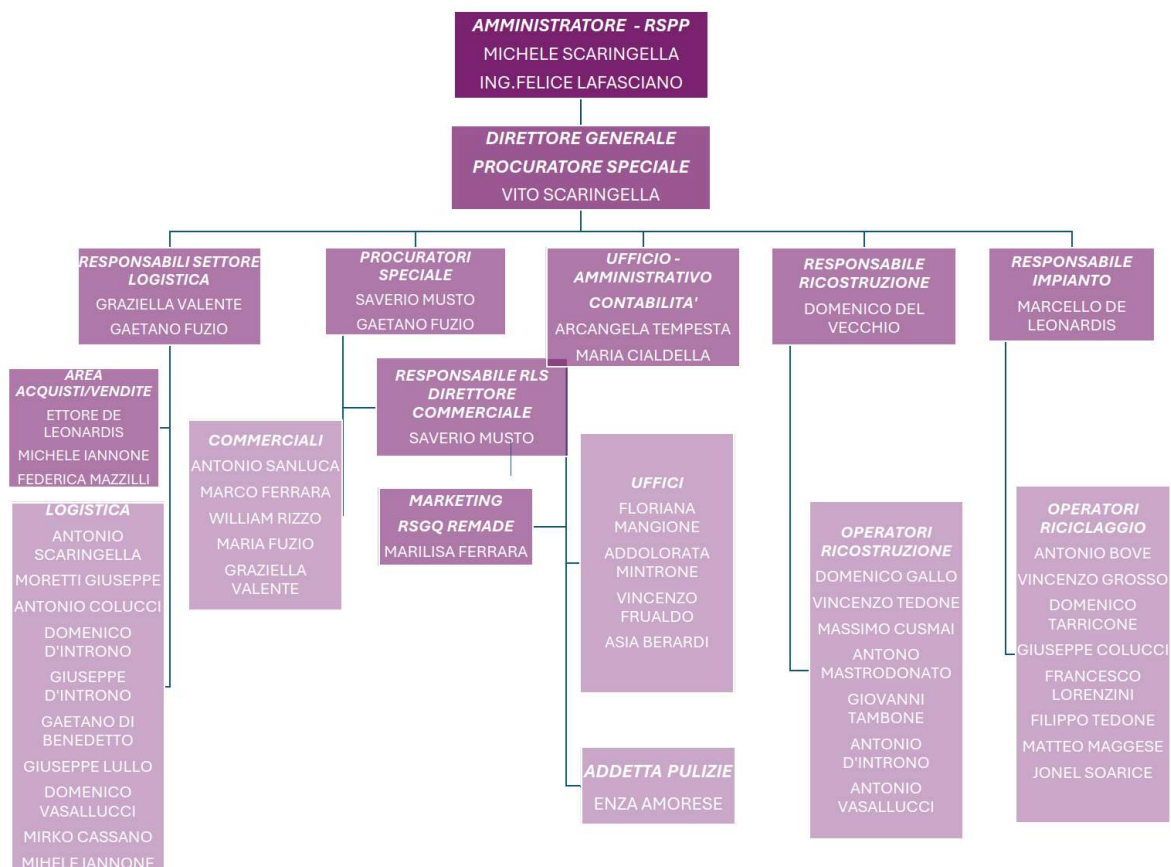 AMMINISTRATORE - RSPP
MICHELE SCARINGELLA
ING.FELICE LAFASCIANO
DIRETTORE GENERALE
PROCURATORE SPECIALE
VITO SCARINGELLA
RESPONSABILI SETTORE
LOGISTICA
GRAZIELLA VALENTE
GAETANO FUZIO
PROCURATORI
SPECIALE
SAVERIO MUSTO
GAETANO FUZIO
UFFICIO -
AMMINISTRATIVO
CONTABILITA'
ARCANGELA TEMPESTA
MARIA CIALDELLA
RESPONSABILE
RICOSTRUZIONE
DOMENICO DEL
VECCHIO
RESPONSABILE
IMPIANTO
MARCELLO DE
LEONARDIS
AREA
ACQUISTI/VENDITE
ETTORE DE
LEONARDIS
MICHELE IANNONE
FEDERICA MAZZILLI
RESPONSABILE RLS
DIRETTORE
COMMERCIALE
SAVERIO MUSTO
COMMERCIALI
ANTONIO SANLUCA
MARCO FERRARA
WILLIAM RIZZO
MARIA FUZIO
GRAZIELLA
VALENTE
MARKETING
RSGQ REMADE
MARILISA FERRARA
UFFICI
FLORIANA
MANGIONE
ADDOLORATA
MINTRONE
VINCENZO
FRUALDO
ASIA BERARDI
LOGISTICA
ANTONIO
SCARINGELLA
MORETTI GIUSEPPE
ANTONIO COLUCCI
DOMENICO
D'INTRONO
GIUSEPPE
D'INTRONO
GAETANO DI
BENEDETTO
GIUSEPPE LULLO
DOMENICO
VASALLUCCI
MIRKO CASSANO
MIHELE IANNONE
ADDETTA PULIZIE
ENZA AMORESE
OPERATORI
RICOSTRUZIONE
DOMENICO GALLO
VINCENZO TEDONE
MASSIMO CUSMAI
ANTONO
MASTRODONATO
GIOVANNI
TAMBONE
ANTONIO
D'INTRONO
ANTONIO
VASALLUCCI
OPERATORI
RICICLAGGIO
ANTONIO BOVE
VINCENZO GROSSO
DOMENICO
TARRICONE
GIUSEPPE COLUCCI
FRANCESCO
LORENZINI
FILIPPO TEDONE
MATTEO MAGGESE
JONEL SOARICE